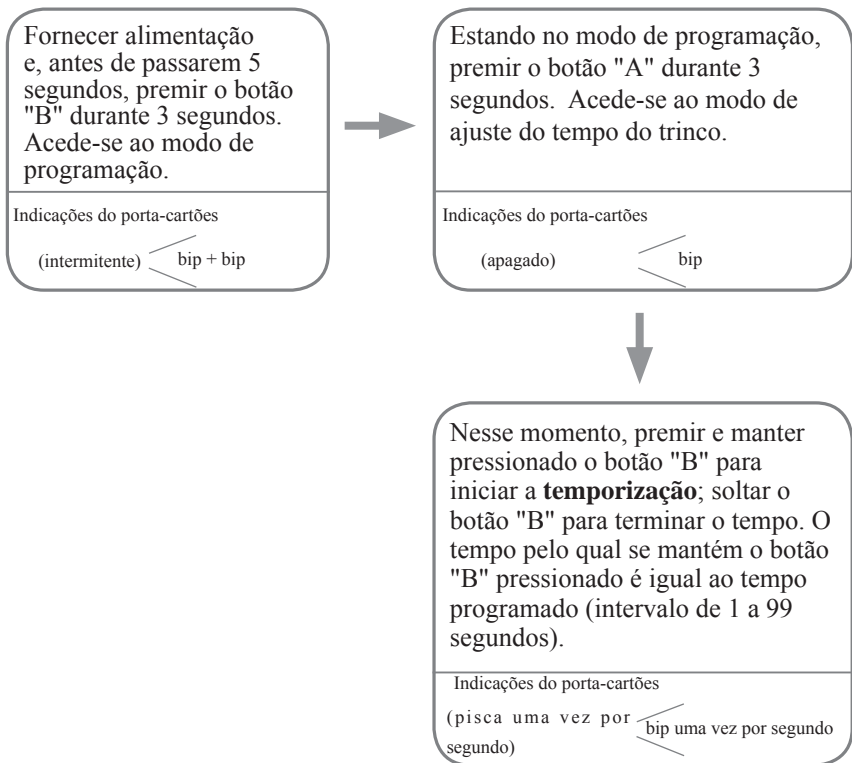 Fornecer alimentação
e, antes de passarem 5
segundos, premir o botão
"B" durante 3 segundos.
Acede-se ao modo de
programação.
Indicações do porta-cartões
(intermitente) bip + bip
Estando no modo de programação,
premir o botão "A" durante 3
segundos. Acede-se ao modo de
ajuste do tempo do trinco.
Indicações do porta-cartões
(apagado) bip
Nesse momento, premir e manter
pressionado o botão "B" para
iniciar a temporização; soltar o
botão "B" para terminar o tempo. O
tempo pelo qual se mantém o botão
"B" pressionado é igual ao tempo
programado (intervalo de 1 a 99
segundos).
Indicações do porta-cartões
(pisca uma vez por
segundo)
bip uma vez por segundo